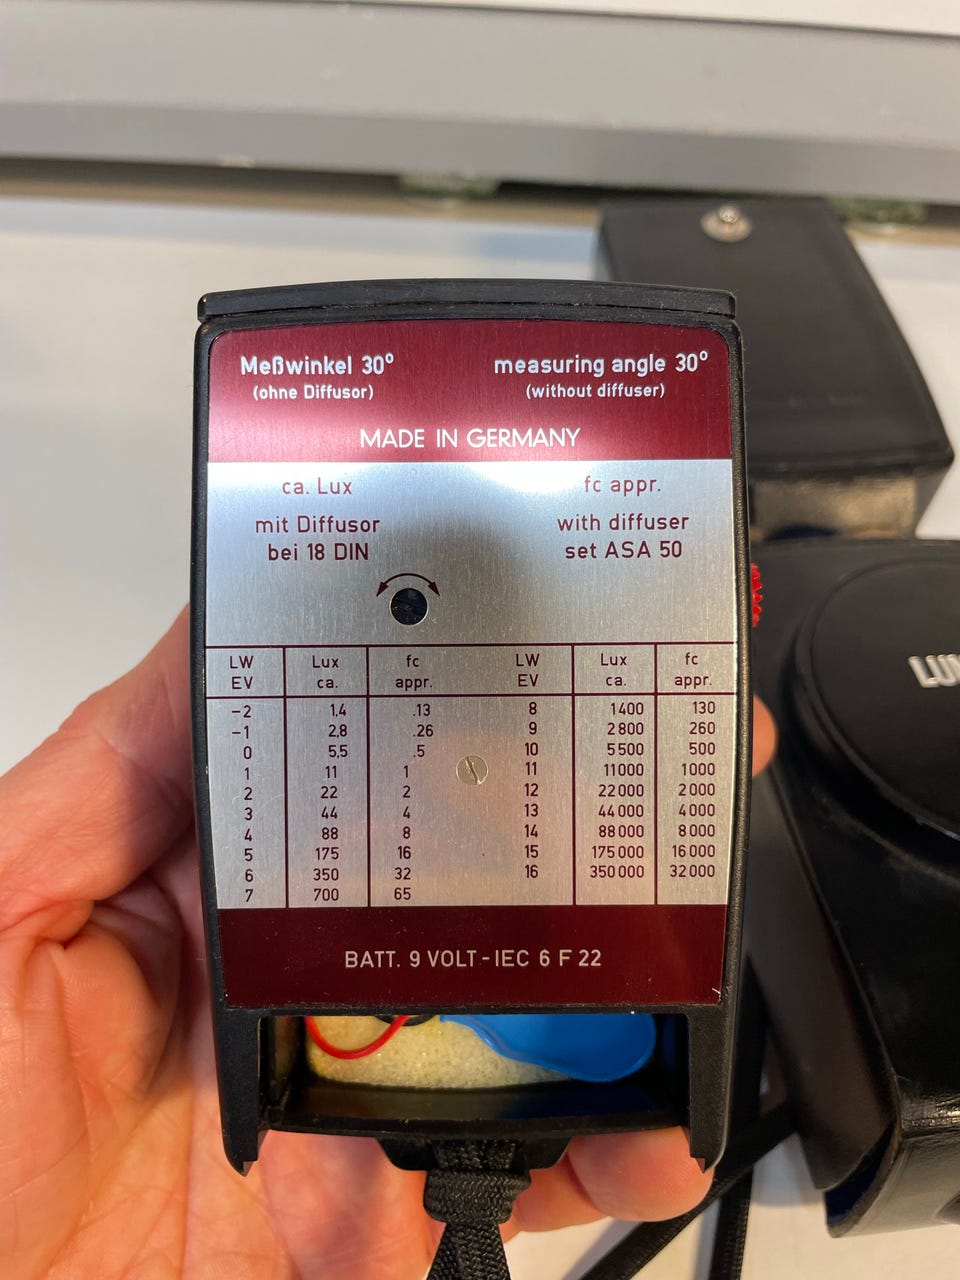 Meßwinkel 30° measuring angle 30°
(ohne Diffusor) (without diffuser)
MADE IN GERMANY
ca. Lux fc appr.
mit Diffusor with diffuser
bei 18 DIN set ASA 50
LW Lux fc LW Lux fc
EV ca. appr. EV ca. appr.
-2 1,4 .13 8 1400 130
-1 2,8 .26 9 2800 260
0 5,5 .5 10 5500 500
1 11 1 11 11000 1000
2 22 2 12 22000 2000
3 44 4 13 44000 4000
4 88 8 14 88000 8000
5 175 16 15 175000 16000
6 350 32 16 350000 32000
7 700 65
BATT. 9 VOLT-IEC 6 F 22